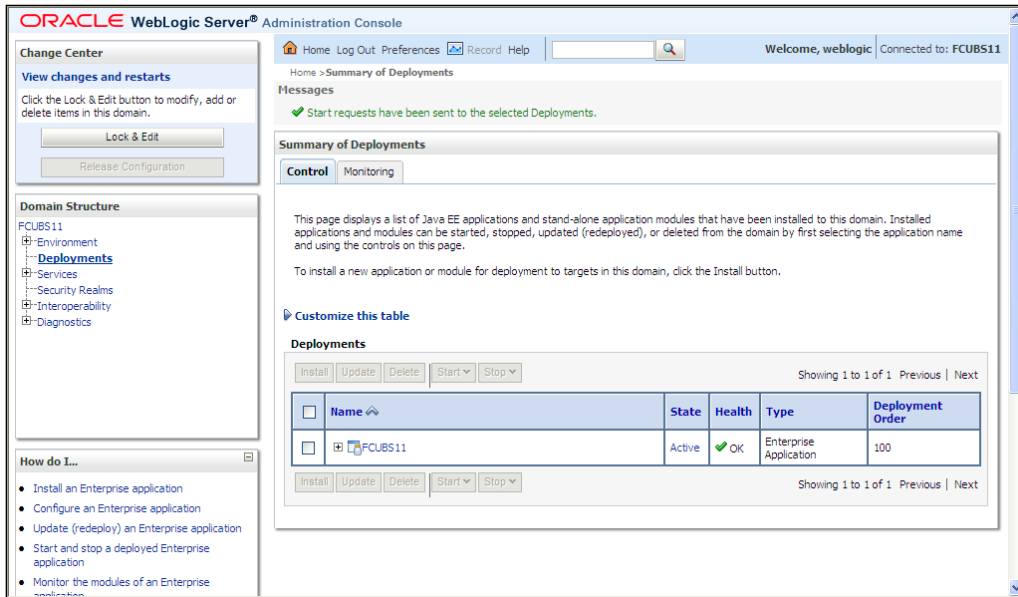 ORACLE WebLogic Server® Administration Console
Change Center
View changes and restarts
Click the Lock & Edit button to modify, add or
delete items in this domain.
Lock & Edit
Release Configuration
Domain Structure
FCUBS11
Environment
Deployments
Services
Security Realms
Interoperability
Diagnostics
How do I...
Install an Enterprise application
Configure an Enterprise application
Update (redeploy) an Enterprise application
Start and stop a deployed Enterprise
application
Monitor the modules of an Enterprise
application
Home Log Out Preferences Record Help
Welcome, weblogic Connected to: FCUBS11
Home >Summary of Deployments
Messages
Start requests have been sent to the selected Deployments.
Summary of Deployments
Control Monitoring
This page displays a list of Java EE applications and stand-alone application modules that have been installed to this domain. Installed
applications and modules can be started, stopped, updated (redeployed), or deleted from the domain by first selecting the application name
and using the controls on this page.
To install a new application or module for deployment to targets in this domain, click the Install button.
Customize this table
Deployments
Install Update Delete Start Stop
Showing 1 to 1 of 1 Previous | Next
Name State Health Type Deployment
Order
FCUBS11 Active OK Enterprise
Application 100
Install Update Delete Start Stop
Showing 1 to 1 of 1 Previous | Next